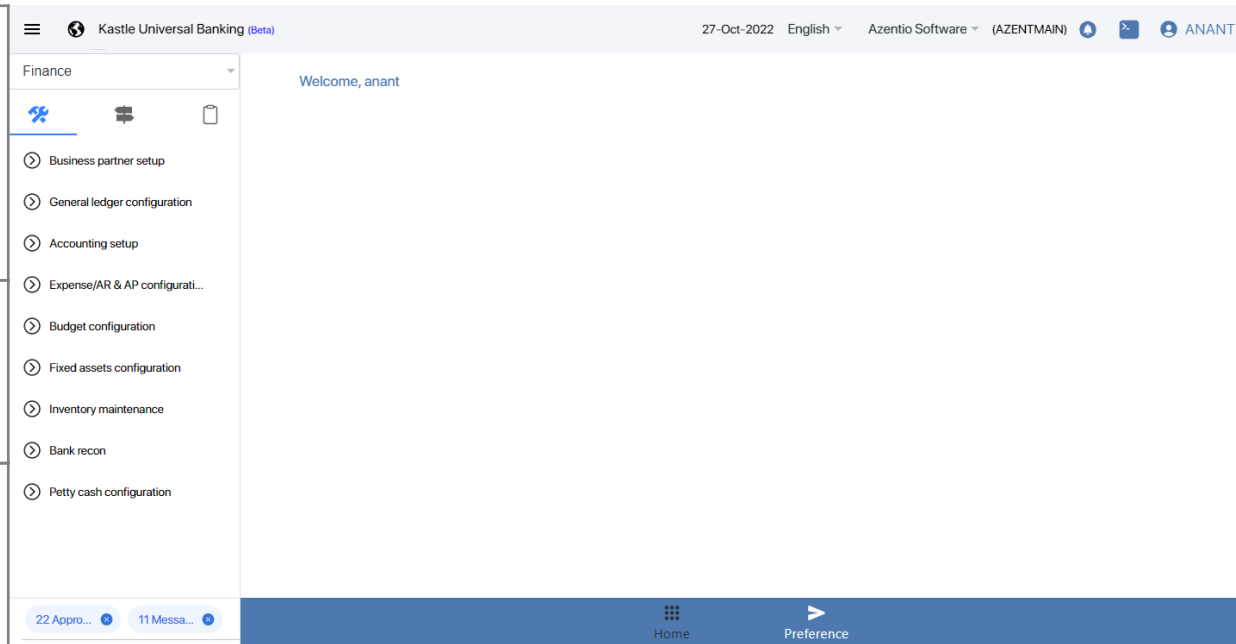 Kastle Universal Banking (Beta)
27-Oct-2022 English Azentio Software (AZENTMAIN) ANANT
Finance
Welcome, anant
Business partner setup
General ledger configuration
Accounting setup
Expense/AR & AP configurati...
Budget configuration
Fixed assets configuration
Inventory maintenance
Bank recon
Petty cash configuration
22 Appro... 11 Messa...
Home Preference